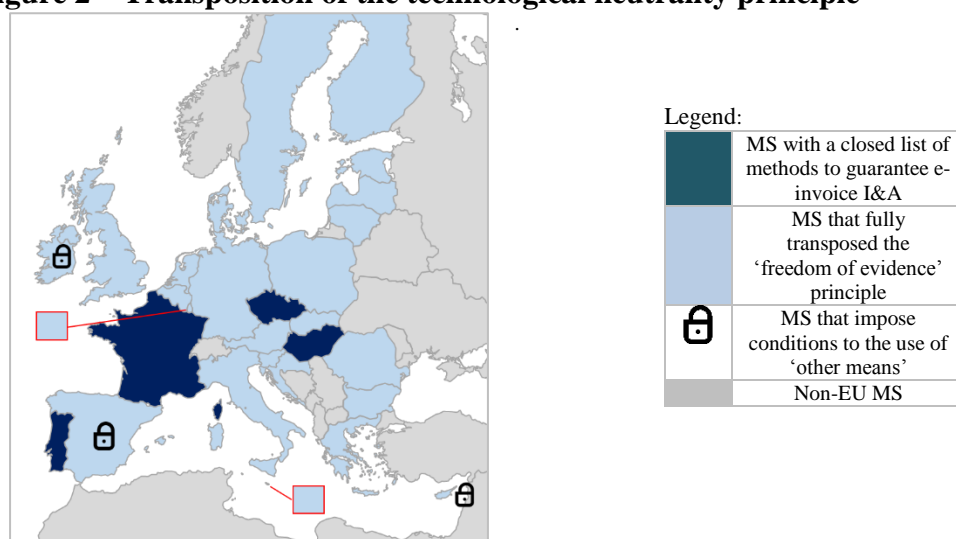 Figure 2 – Transposition of the technological neutrality principle
.
Legend:
MS with a closed list of
methods to guarantee e-
invoice I&A
MS that fully
transposed the
‘freedom of evidence’
principle
MS that impose
conditions to the use of
‘other means’
Non-EU MS